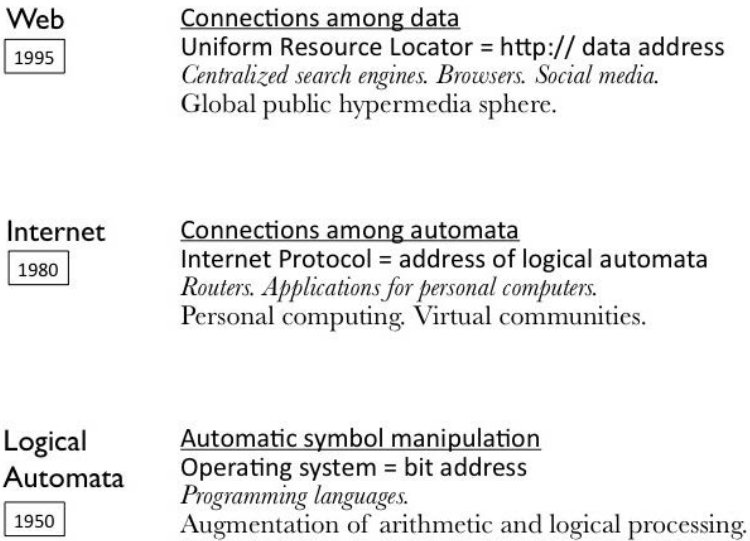 Web
1995
Connections among data
Uniform Resource Locator = http:// data address
Centralized search engines. Browsers. Social media.
Global public hypermedia sphere.
Internet
1980
Connections among automata
Internet Protocol = address of logical automata
Routers. Applications for personal computers.
Personal computing. Virtual communities.
Logical
Automata
1950
Automatic symbol manipulation
Operating system = bit address
Programming languages.
Augmentation of arithmetic and logical processing.